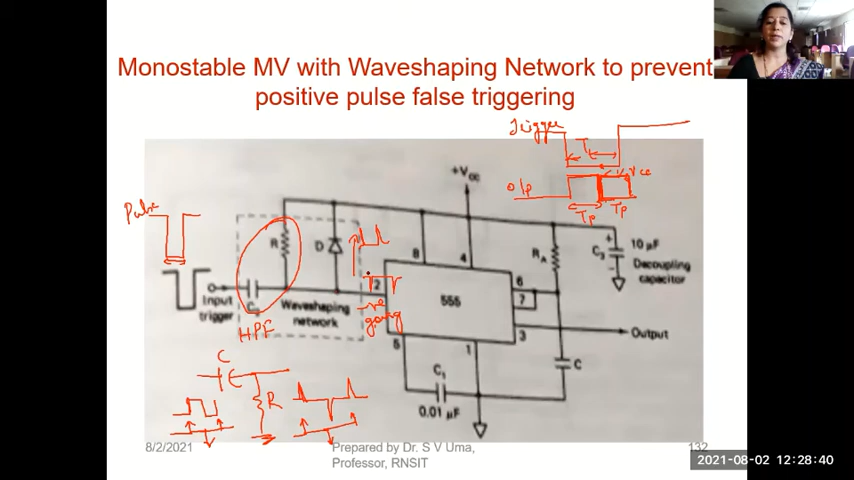 Monostable MV with Waveshaping Network to prevent
positive pulse false triggering
Trigger
T
+VCC
Vcc
o/p
Tp
Tp
Pulse
R
D
8
4
RA
C2
+
10 µF
Decoupling
capacitor
2
555
6
7
Input
trigger
Waveshaping
network
-ve
going
3
Output
HPF
5
1
C
C
C1
R
0.01 µF
8/2/2021
Prepared by Dr. S V Uma,
Professor, RNSIT
132
2021-08-02 12:28:40